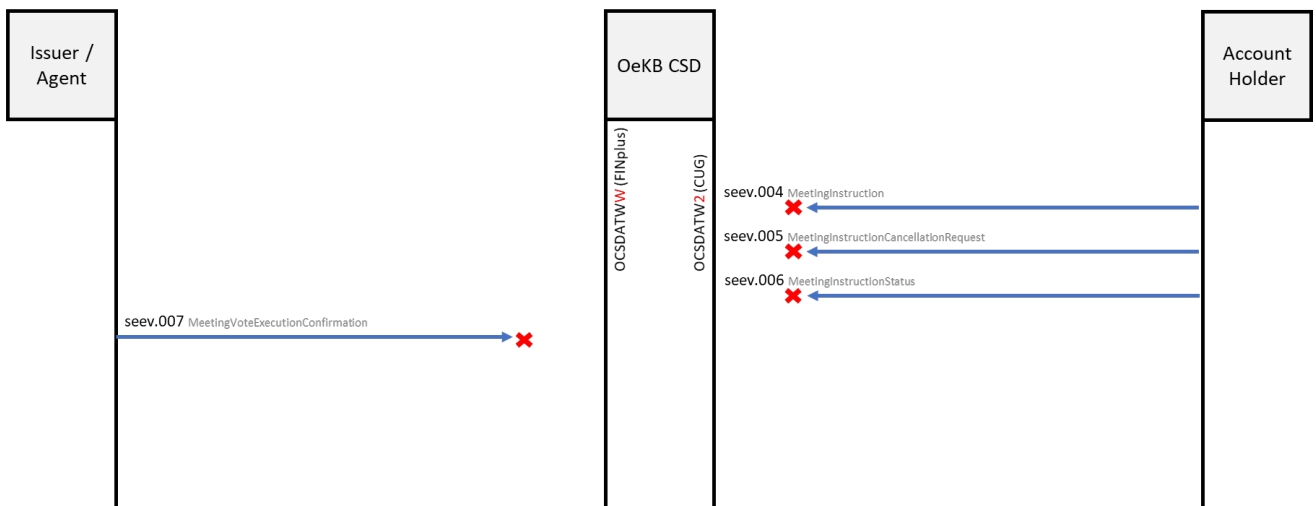 Issuer /
Agent
OeKB CSD
Account
Holder
OCSDATWW (FINplus)
OCSDATW2 (CUG)
seev.004 MeetingInstruction
seev.005 MeetingInstructionCancellationRequest
seev.006 MeetingInstructionStatus
seev.007 MeetingVoteExecutionConfirmation